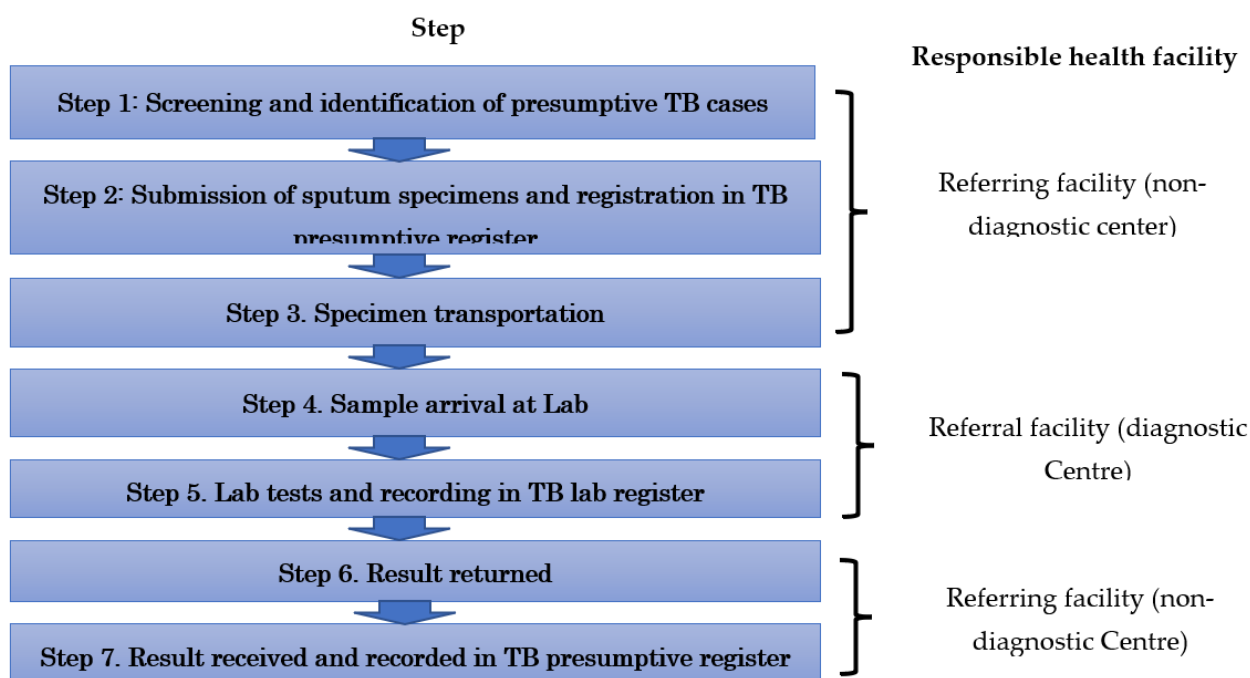 Step
Responsible health facility
Step 1: Screening and identification of presumptive TB cases
Step 2: Submission of sputum specimens and registration in TB
presumptive register
Step 3. Specimen transportation
Referring facility (non-
diagnostic center)
Step 4. Sample arrival at Lab
Step 5. Lab tests and recording in TB lab register
Referral facility (diagnostic
Centre)
Step 6. Result returned
Step 7. Result received and recorded in TB presumptive register
Referring facility (non-
diagnostic Centre)